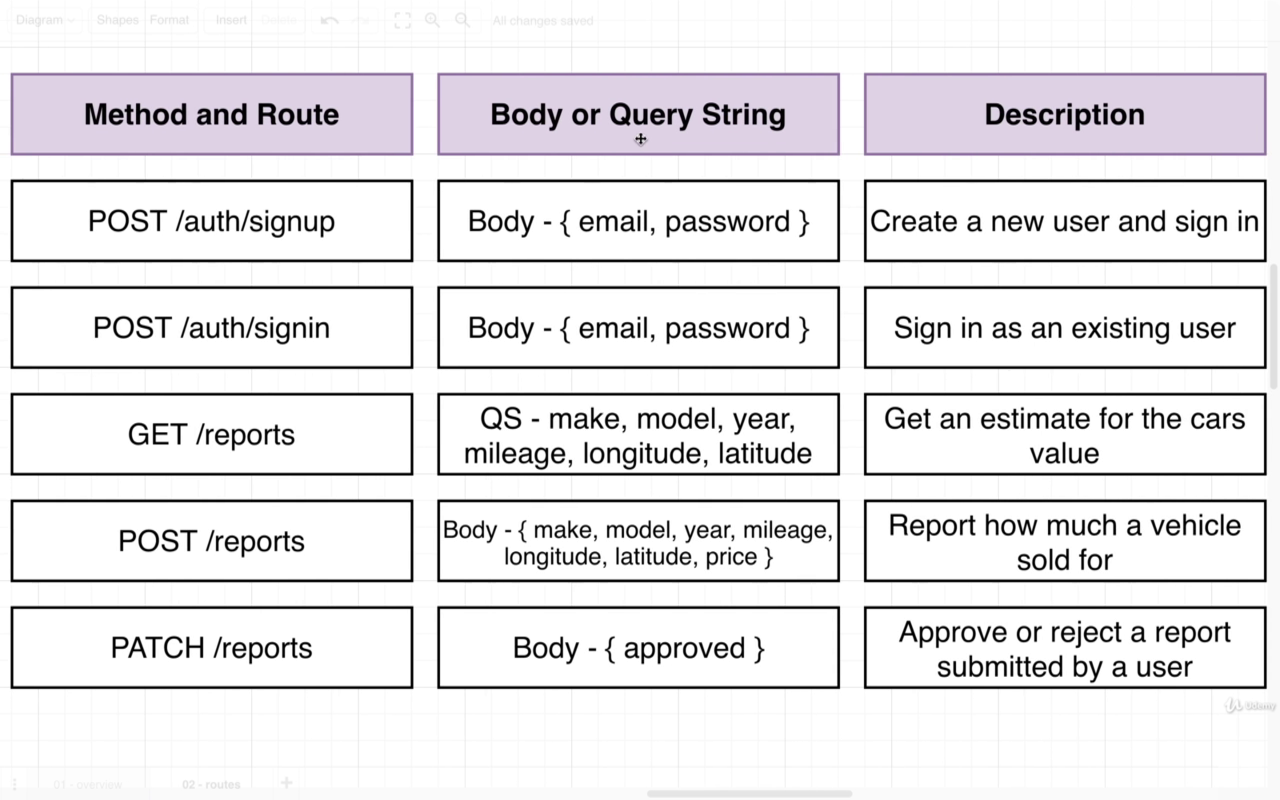 Diagram Shapes Format Insert Delete All changes saved
Method and Route
Body or Query String
Description
POST /auth/signup
Body - { email, password }
Create a new user and sign in
POST /auth/signin
Body - { email, password }
Sign in as an existing user
GET /reports
QS - make, model, year,
mileage, longitude, latitude
Get an estimate for the cars
value
POST /reports
Body - { make, model, year, mileage,
longitude, latitude, price }
Report how much a vehicle
sold for
PATCH /reports
Body - { approved }
Approve or reject a report
submitted by a user
Udemy
01 - overview 02 - routes